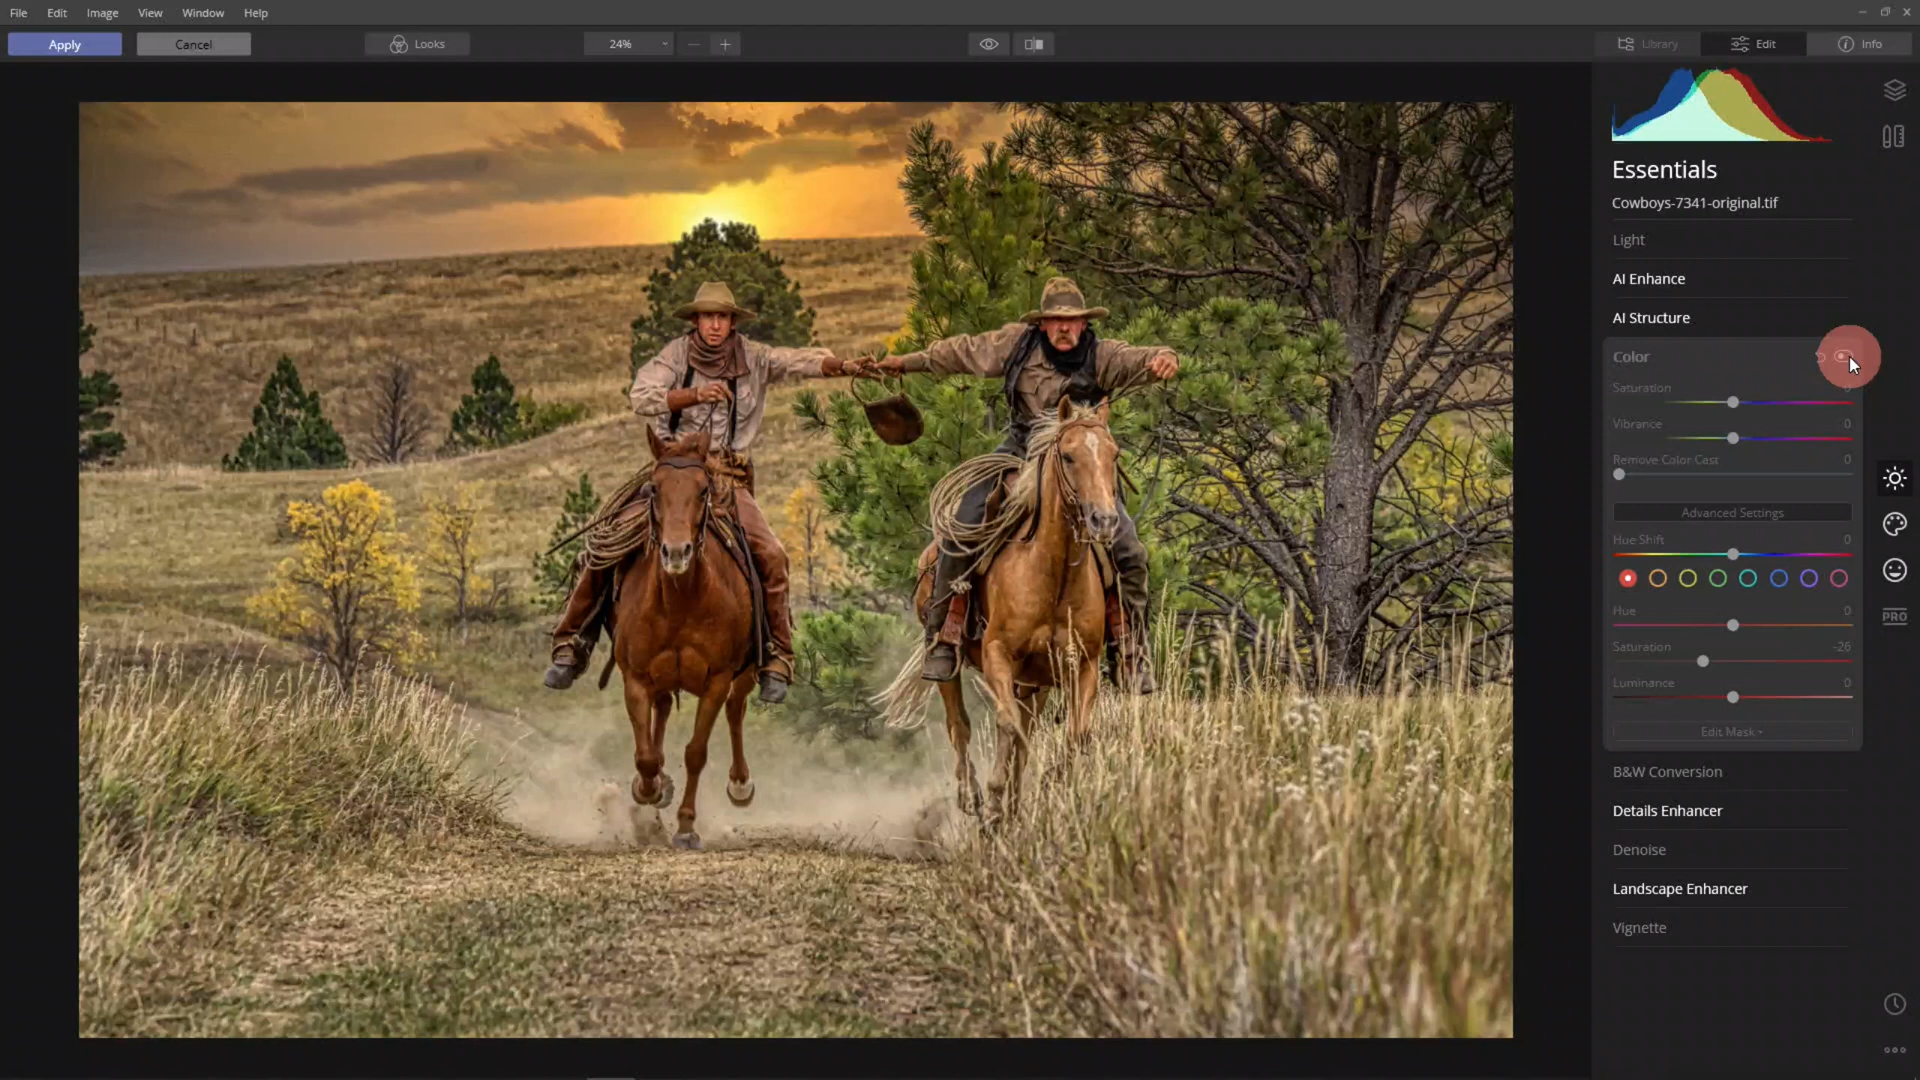 File Edit Image View Window Help
Apply Cancel Looks 24% Library Edit Info
Essentials
Cowboys-7341-original.tif
Light
AI Enhance
AI Structure
Color
Saturation
Vibrance 0
Remove Color Cast 0
Advanced Settings
Hue Shift 0
Hue 0
Saturation -26
Luminance 0
Edit Mask
B&W Conversion
Details Enhancer
Denoise
Landscape Enhancer
Vignette
PRO